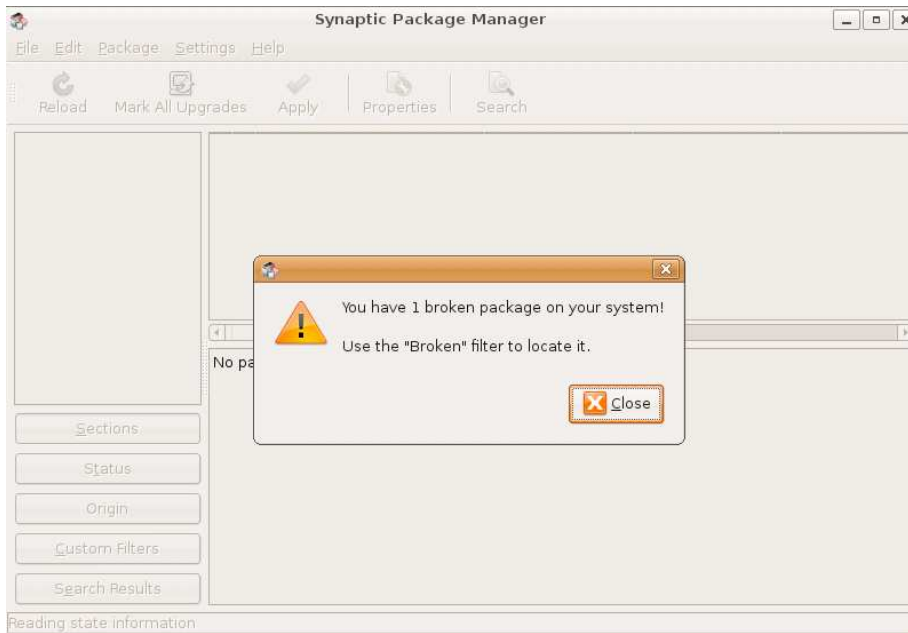 Synaptic Package Manager
File Edit Package Settings Help
Reload Mark All Upgrades Apply Properties Search
You have 1 broken package on your system!
Use the "Broken" filter to locate it.
Close
No pa
Sections
Status
Origin
Custom Filters
Search Results
Reading state information